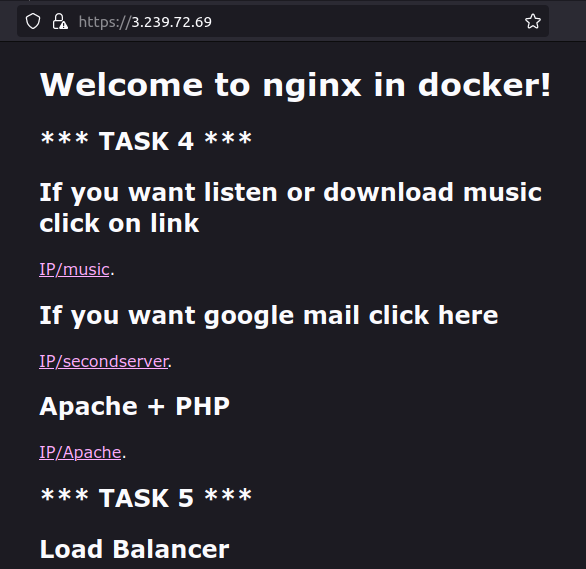 https://3.239.72.69
Welcome to nginx in docker!
*** TASK 4 ***
If you want listen or download music
click on link
IP/music.
If you want google mail click here
IP/secondserver.
Apache + PHP
IP/Apache.
*** TASK 5 ***
Load Balancer